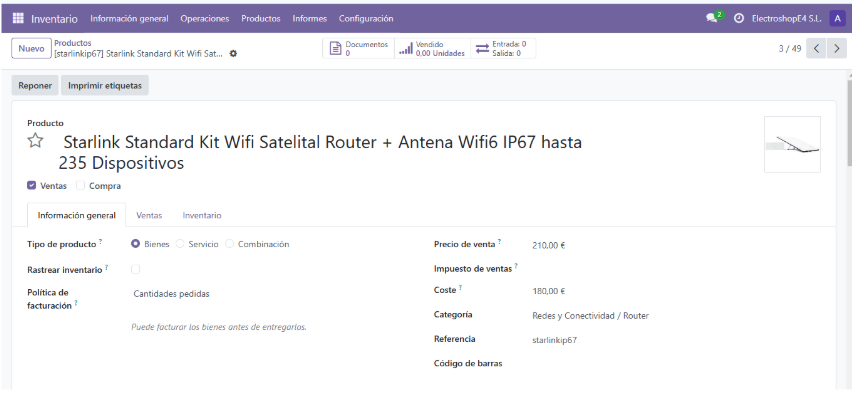 Inventario Información general Operaciones Productos Informes Configuración 2 ElectroshopE4 S.L. A
Nuevo Productos
[starlinkip67] Starlink Standard Kit Wifi Sat...
Documentos
0
Vendido
0,00 Unidades
Entrada: 0
Salida: 0
3 / 49
Reponer Imprimir etiquetas
Producto
Starlink Standard Kit Wifi Satelital Router + Antena Wifi6 IP67 hasta
235 Dispositivos
Ventas Compra
Información general Ventas Inventario
Tipo de producto ? Bienes Servicio Combinación
Rastrear inventario ?
Política de
facturación ?
Cantidades pedidas
Puede facturar los bienes antes de entregarlos.
Precio de venta ? 210,00 €
Impuesto de ventas ?
Coste ? 180,00 €
Categoría Redes y Conectividad / Router
Referencia starlinkip67
Código de barras